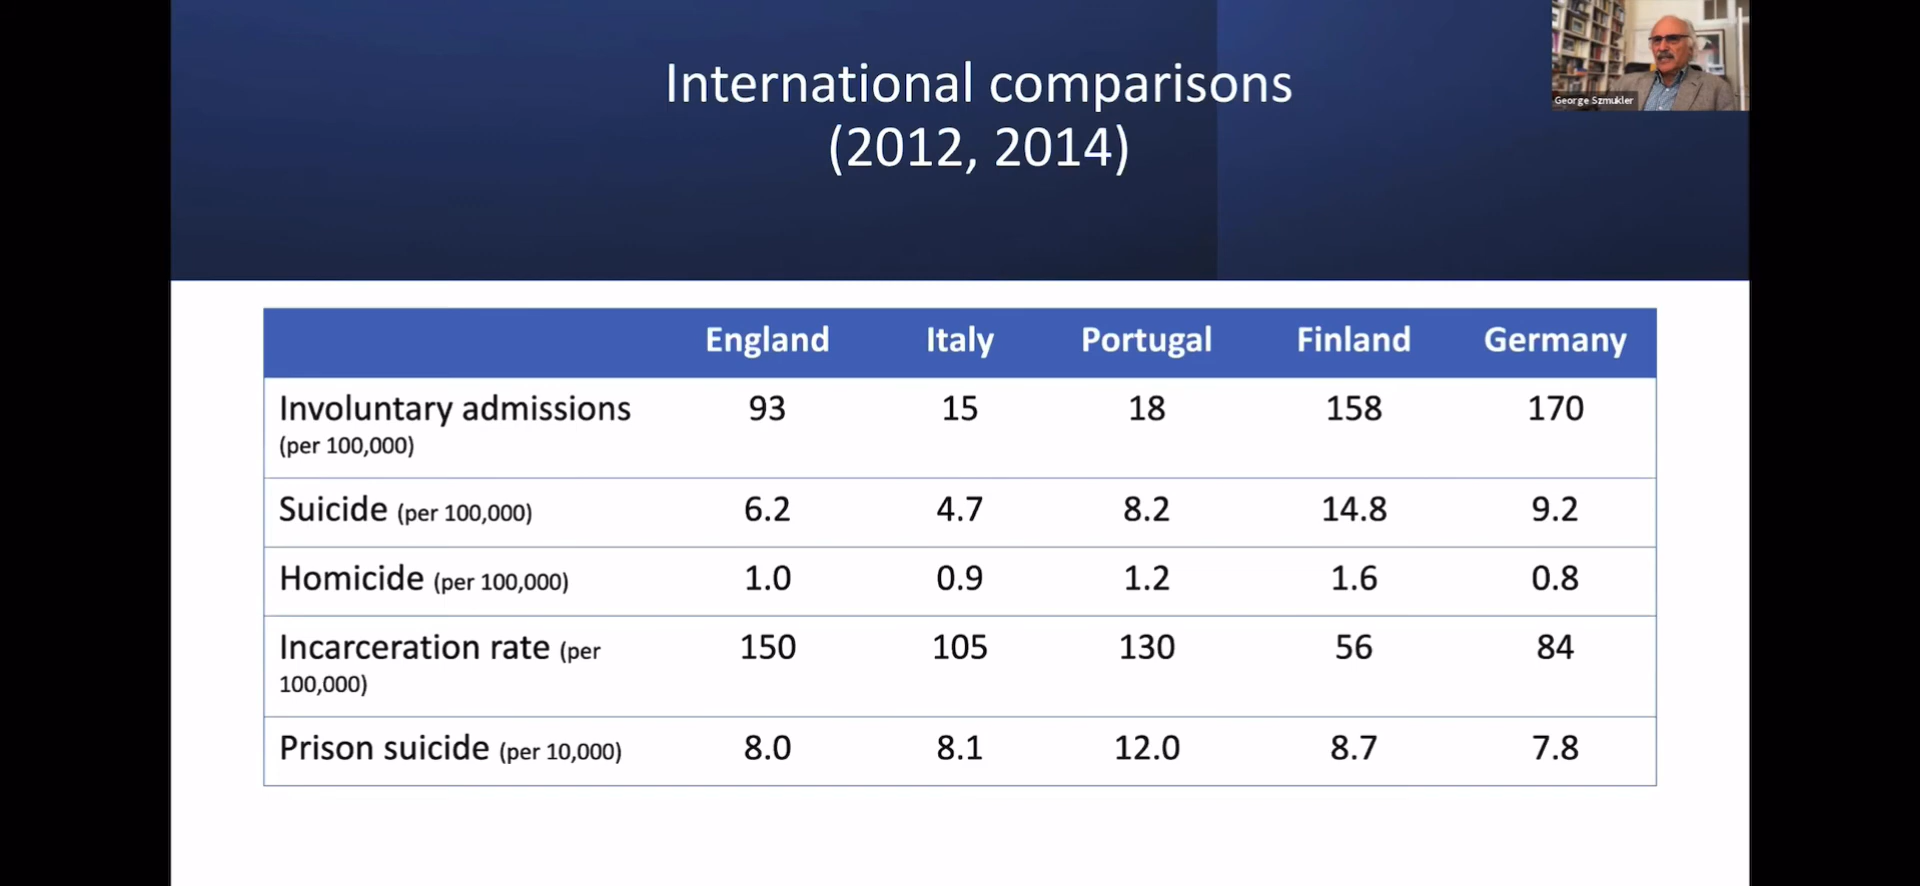 International comparisons
(2012, 2014)
George Szmukler
England Italy Portugal Finland Germany
Involuntary admissions 93 15 18 158 170
(per 100,000)
Suicide (per 100,000) 6.2 4.7 8.2 14.8 9.2
Homicide (per 100,000) 1.0 0.9 1.2 1.6 0.8
Incarceration rate (per 150 105 130 56 84
100,000)
Prison suicide (per 10,000) 8.0 8.1 12.0 8.7 7.8